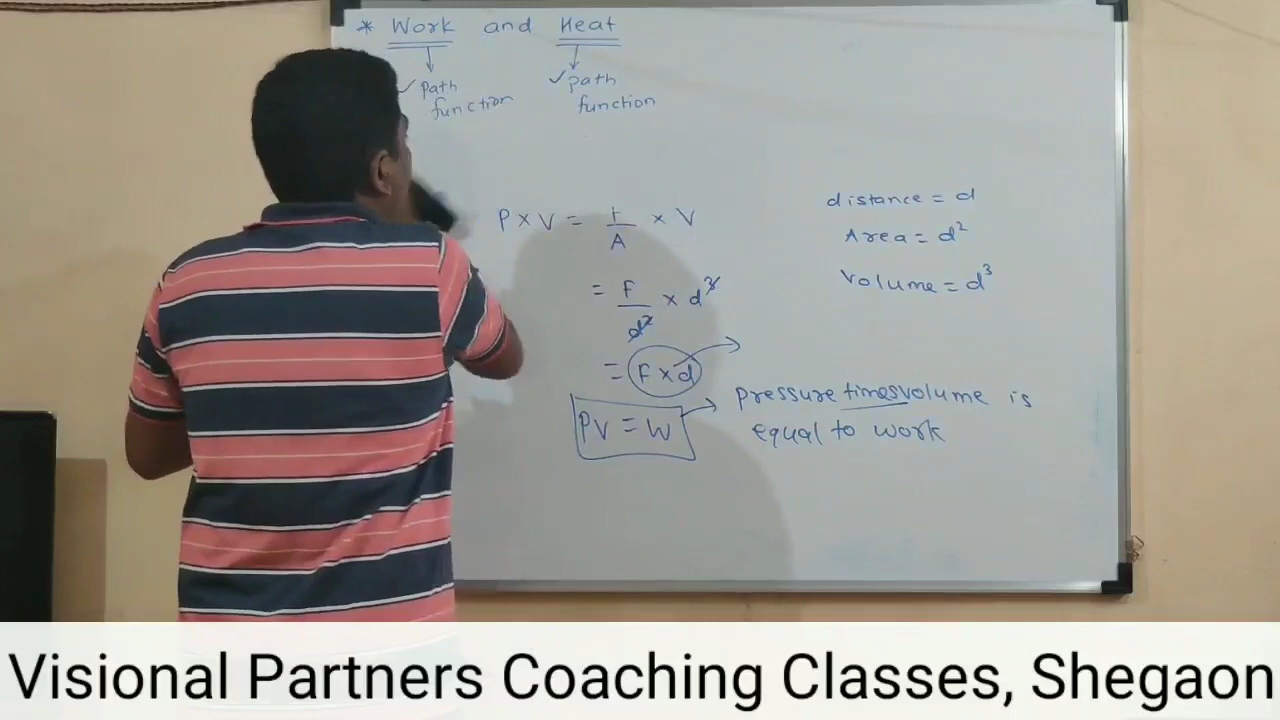 * Work and Heat
path function
path function
P × V = F/A × V
distance = d
Area = d²
Volume = d³
= F/d² × d³
= F × d
PV = W
pressure times volume is
equal to work
Visional Partners Coaching Classes, Shegaon